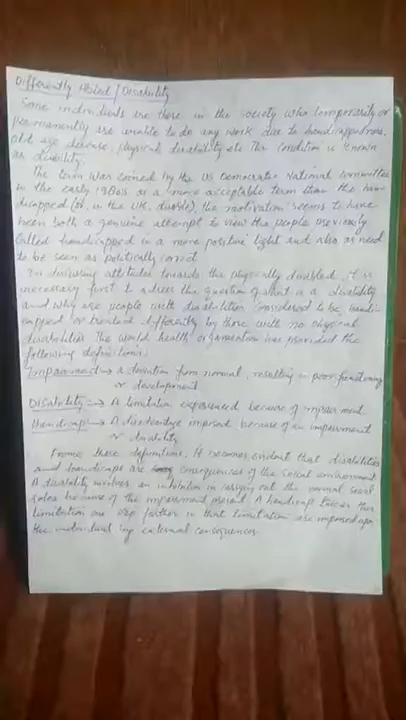 Differently Abled / Disability
Some individuals are there in the society who temporarily or
permanently are unable to do any work due to handicappedness,
old age disease, physical disability etc. The condition is known
as disability.
The term was coined by the US Democratic National committee
in the early 1980s as a more acceptable term than the han-
dicapped (or, in the UK, disable), the motivation seems to have
been both a genuine attempt to view the people previously
called handicapped in a more positive light and also as need
to be seen as politically correct.
In discussing attitudes towards the physically disabled, it is
necessary first to adress the question of what is a disability
and why are people with disabilities considered to be handi-
capped or treated differently by those with no physical
disabilities. The world health organisation has provided the
following definitions.
Impairment → a deviation from normal, resulting in poor functioning
or development
Disability → A limitation experienced because of impairment.
Handicap → A disadvantage imposed because of an impairment
or disability.
From these definitions, it becomes evident that disabilities
and handicaps are consequences of the social environment.
A disability involves an inhibition in carrying out the normal social
roles because of the impairment present. A handicap takes this
limitation one step further in that limitation are imposed upon
the individual by external consequences.